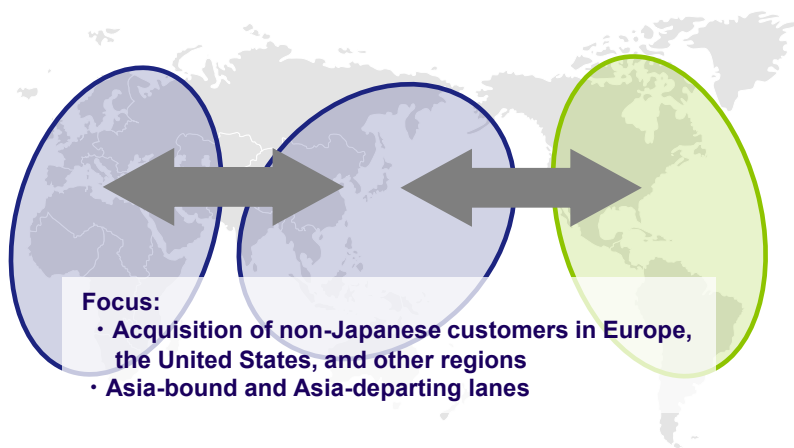 Focus:
・Acquisition of non-Japanese customers in Europe,
the United States, and other regions
・Asia-bound and Asia-departing lanes